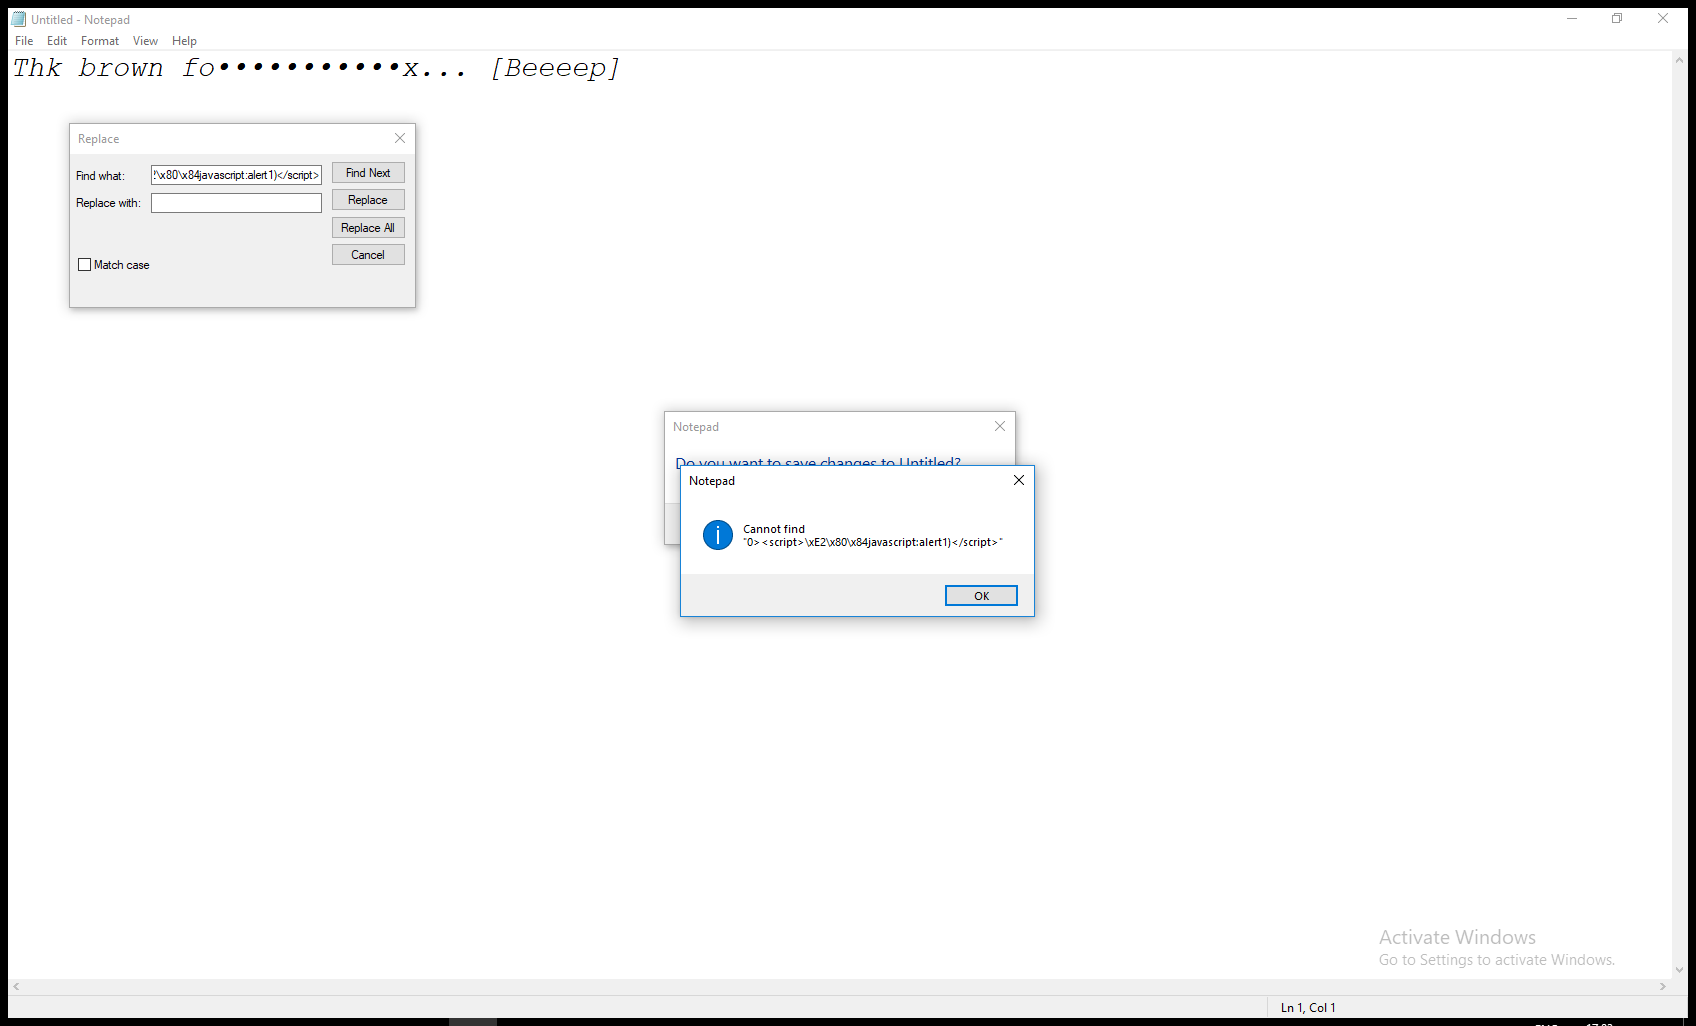 Untitled - Notepad
File Edit Format View Help
Thk brown fo•••••••••••x... [Beeeep]
Replace
Find what: !\x80\x84javascript:alert1)</script> Find Next
Replace with: Replace
Replace All
Cancel
Match case
Notepad
Do you want to save changes to Untitled?
Notepad
Cannot find
"0><script>\xE2\x80\x84javascript:alert1)</script>"
OK
Activate Windows
Go to Settings to activate Windows.
Ln 1, Col 1